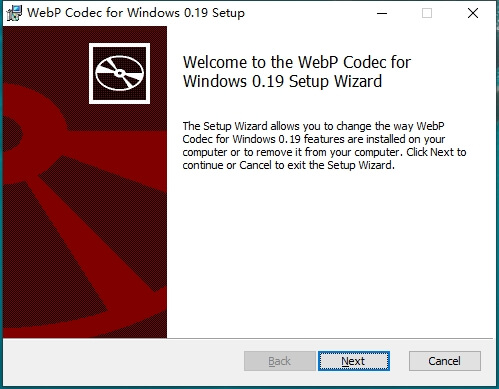 WebP Codec for Windows 0.19 Setup
Welcome to the WebP Codec for
Windows 0.19 Setup Wizard
The Setup Wizard allows you to change the way WebP
Codec for Windows 0.19 features are installed on your
computer or to remove it from your computer. Click Next to
continue or Cancel to exit the Setup Wizard.
Back Next Cancel